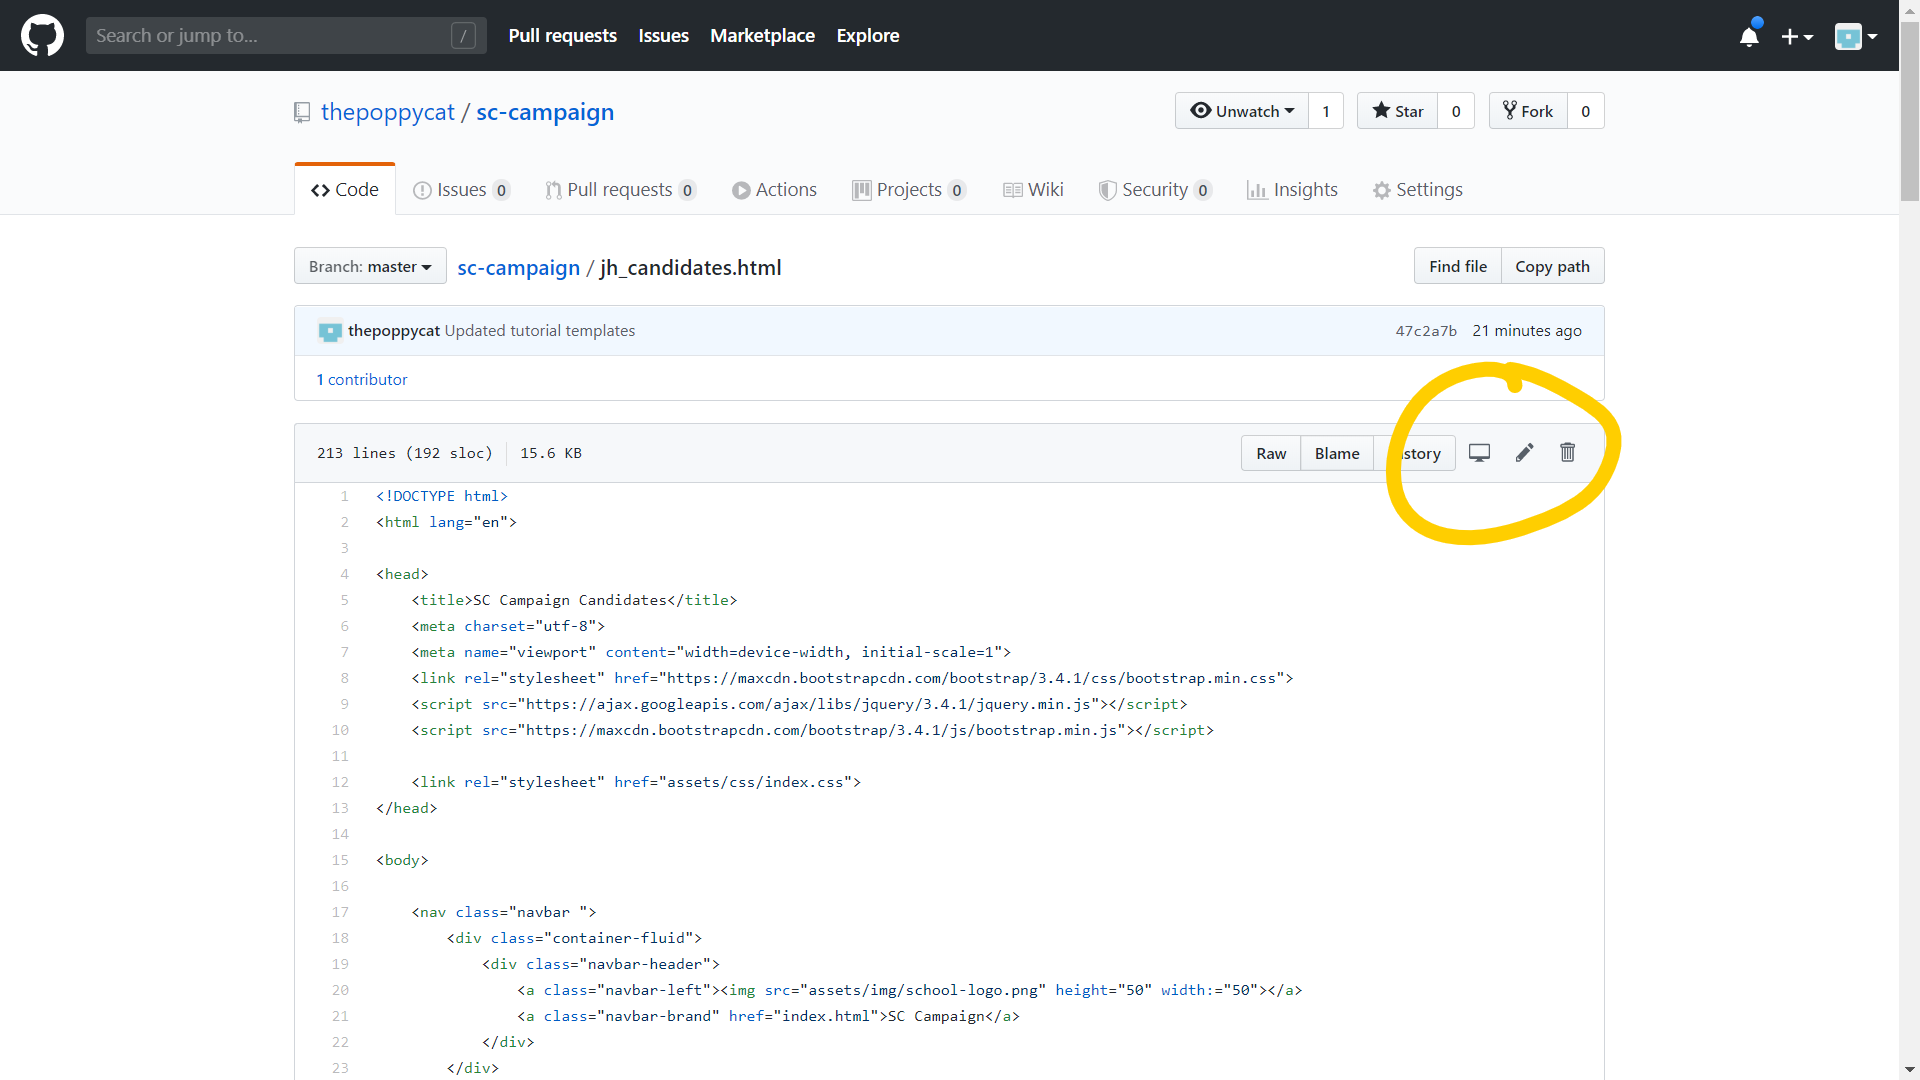 Search or jump to... /
Pull requests Issues Marketplace Explore
thepoppycat / sc-campaign
Unwatch 1 Star 0 Fork 0
Code Issues 0 Pull requests 0 Actions Projects 0 Wiki Security 0 Insights Settings
Branch: master sc-campaign / jh_candidates.html Find file Copy path
thepoppycat Updated tutorial templates 47c2a7b 21 minutes ago
1 contributor
213 lines (192 sloc) 15.6 KB Raw Blame story
1 <!DOCTYPE html>
2 <html lang="en">
3
4 <head>
5 <title>SC Campaign Candidates</title>
6 <meta charset="utf-8">
7 <meta name="viewport" content="width=device-width, initial-scale=1">
8 <link rel="stylesheet" href="https://maxcdn.bootstrapcdn.com/bootstrap/3.4.1/css/bootstrap.min.css">
9 <script src="https://ajax.googleapis.com/ajax/libs/jquery/3.4.1/jquery.min.js"></script>
10 <script src="https://maxcdn.bootstrapcdn.com/bootstrap/3.4.1/js/bootstrap.min.js"></script>
11
12 <link rel="stylesheet" href="assets/css/index.css">
13 </head>
14
15 <body>
16
17 <nav class="navbar ">
18 <div class="container-fluid">
19 <div class="navbar-header">
20 <a class="navbar-left"><img src="assets/img/school-logo.png" height="50" width:="50"></a>
21 <a class="navbar-brand" href="index.html">SC Campaign</a>
22 </div>
23 </div>